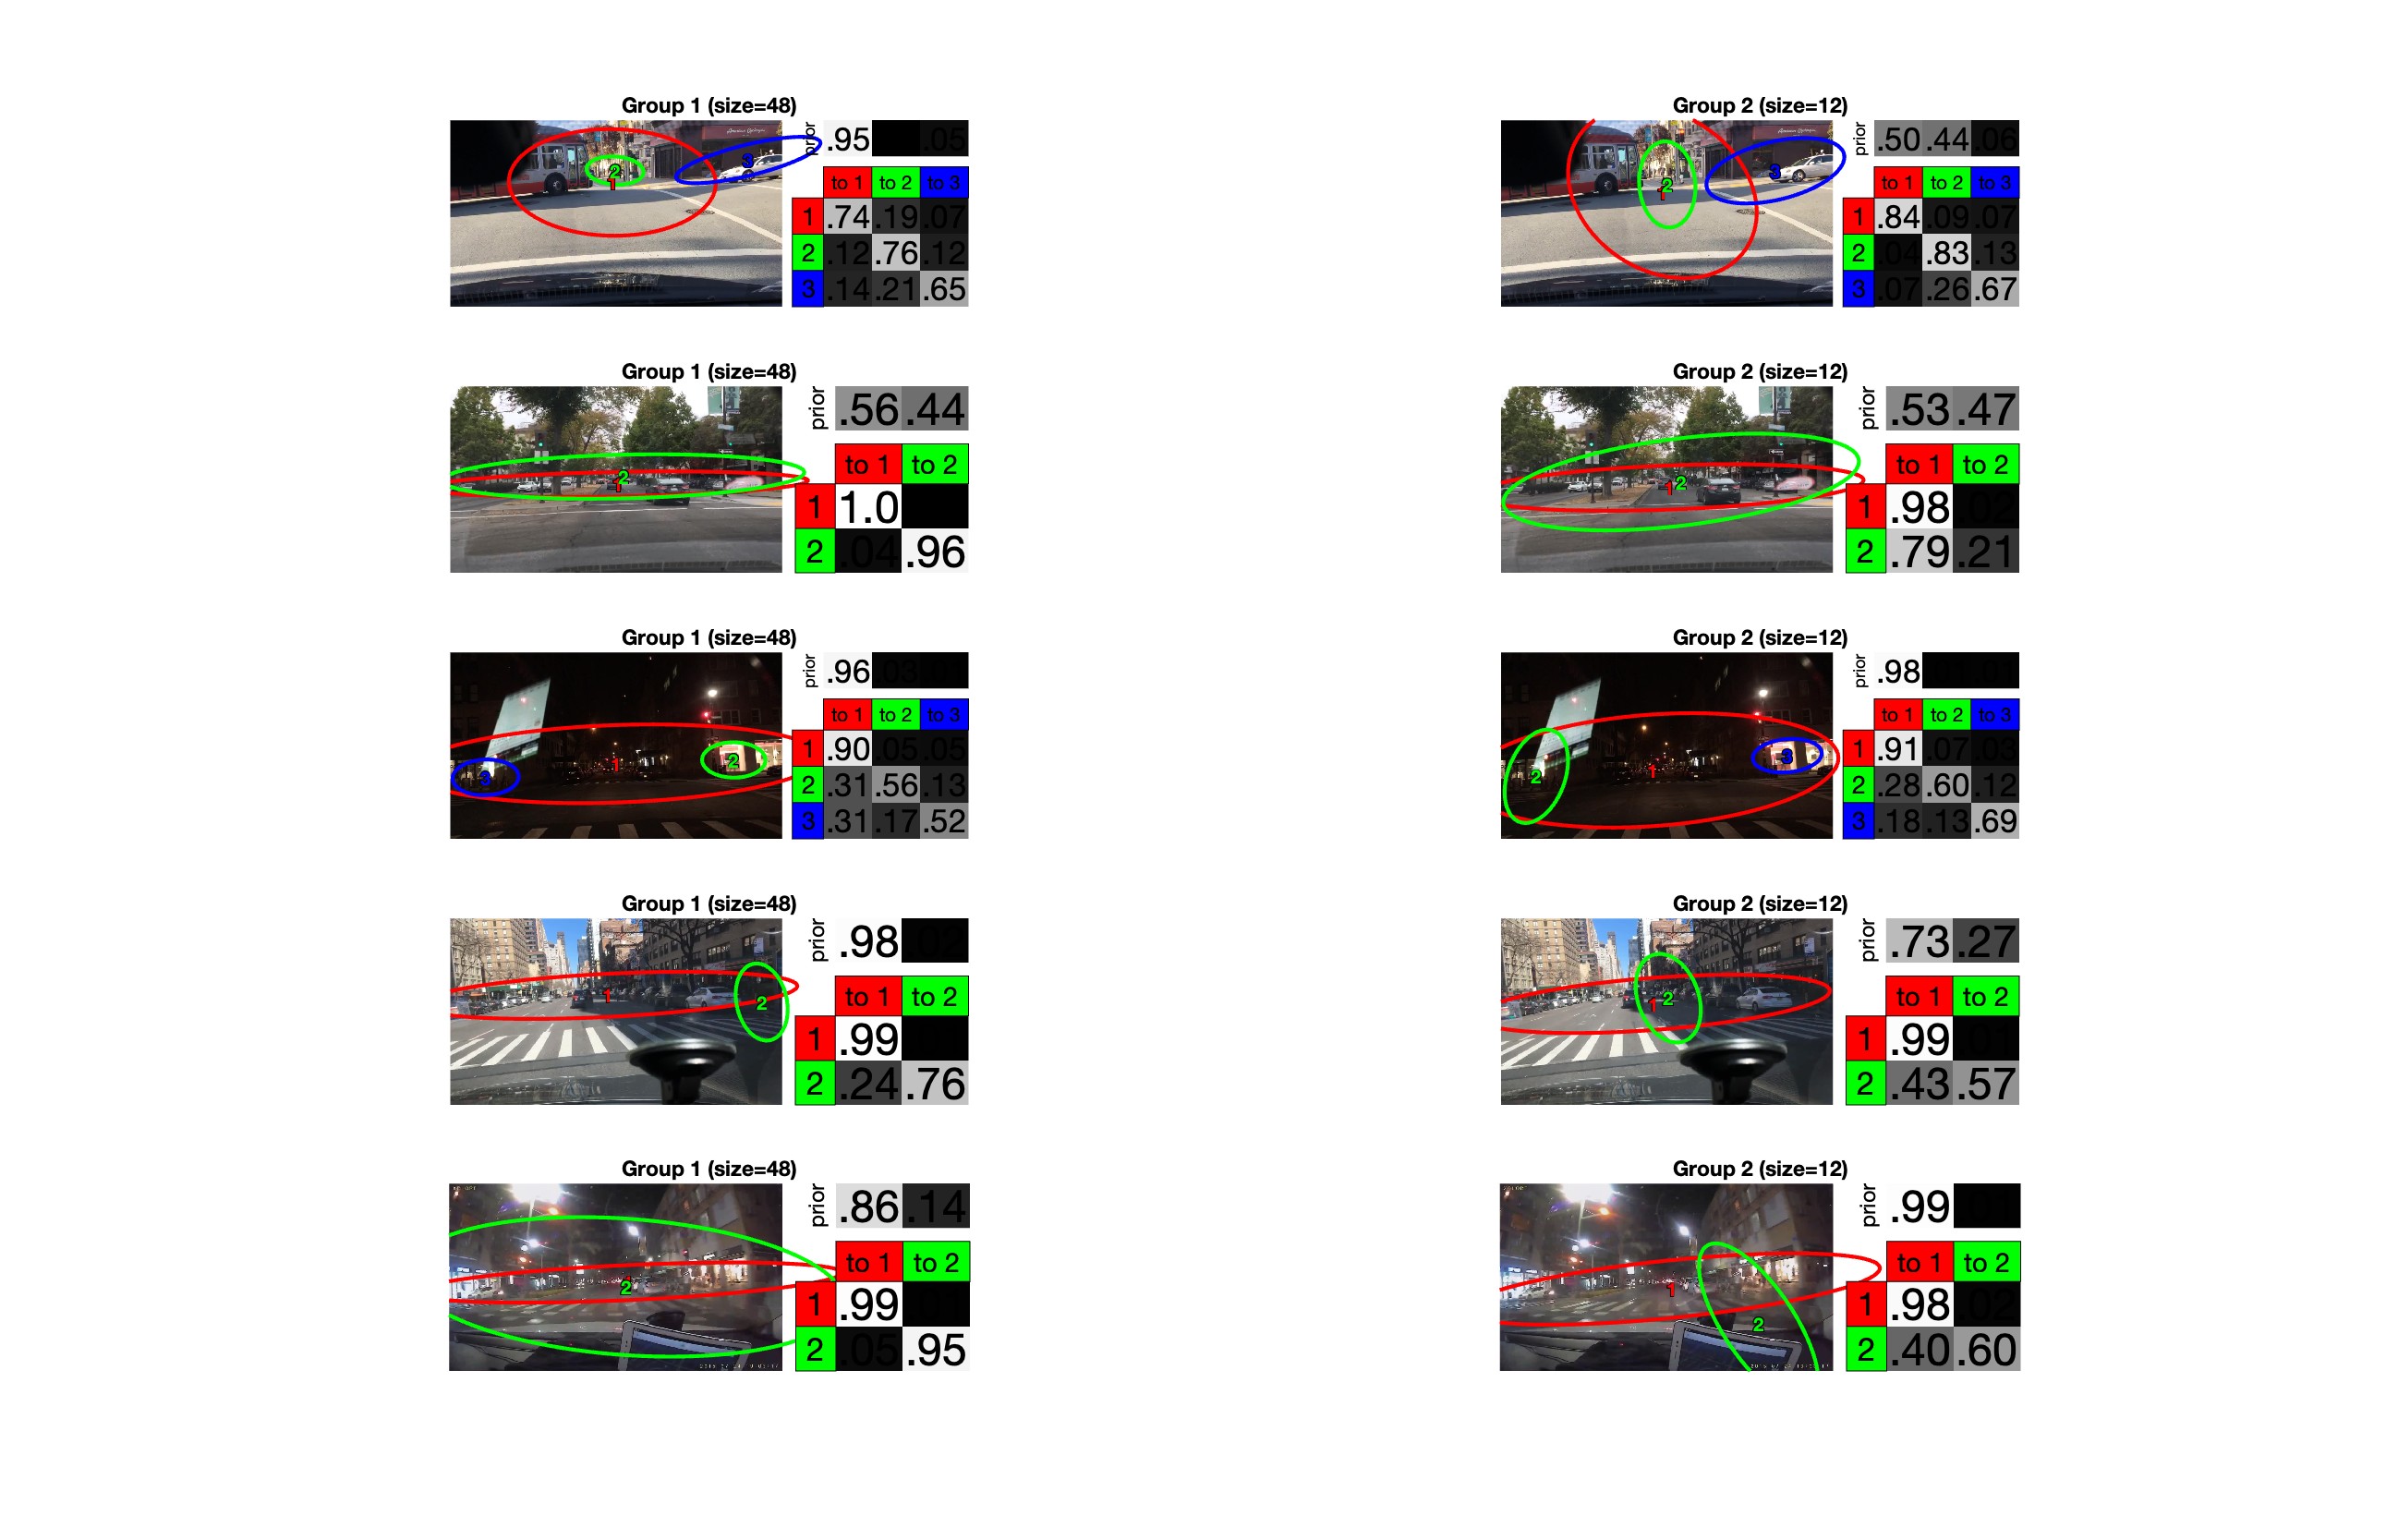 Group 1 (size=48)
prior .95 .05
to 1 to 2 to 3
1 .74 .19 .07
2 .12 .76 .12
3 .14 .21 .65
Group 2 (size=12)
prior .50 .44 .06
to 1 to 2 to 3
1 .84 .09 .07
2 .04 .83 .13
3 .07 .26 .67
Group 1 (size=48)
prior .56 .44
to 1 to 2
1 1.0
2 .04 .96
Group 2 (size=12)
prior .53 .47
to 1 to 2
1 .98 .02
2 .79 .21
Group 1 (size=48)
prior .96 .03 .01
to 1 to 2 to 3
1 .90 .05 .05
2 .31 .56 .13
3 .31 .17 .52
Group 2 (size=12)
prior .98 .01
to 1 to 2 to 3
1 .91 .07 .03
2 .28 .60 .12
3 .18 .13 .69
Group 1 (size=48)
prior .98 .02
to 1 to 2
1 .99
2 .24 .76
Group 2 (size=12)
prior .73 .27
to 1 to 2
1 .99 .01
2 .43 .57
Group 1 (size=48)
prior .86 .14
to 1 to 2
1 .99
2 .05 .95
Group 2 (size=12)
prior .99
to 1 to 2
1 .98 .02
2 .40 .60